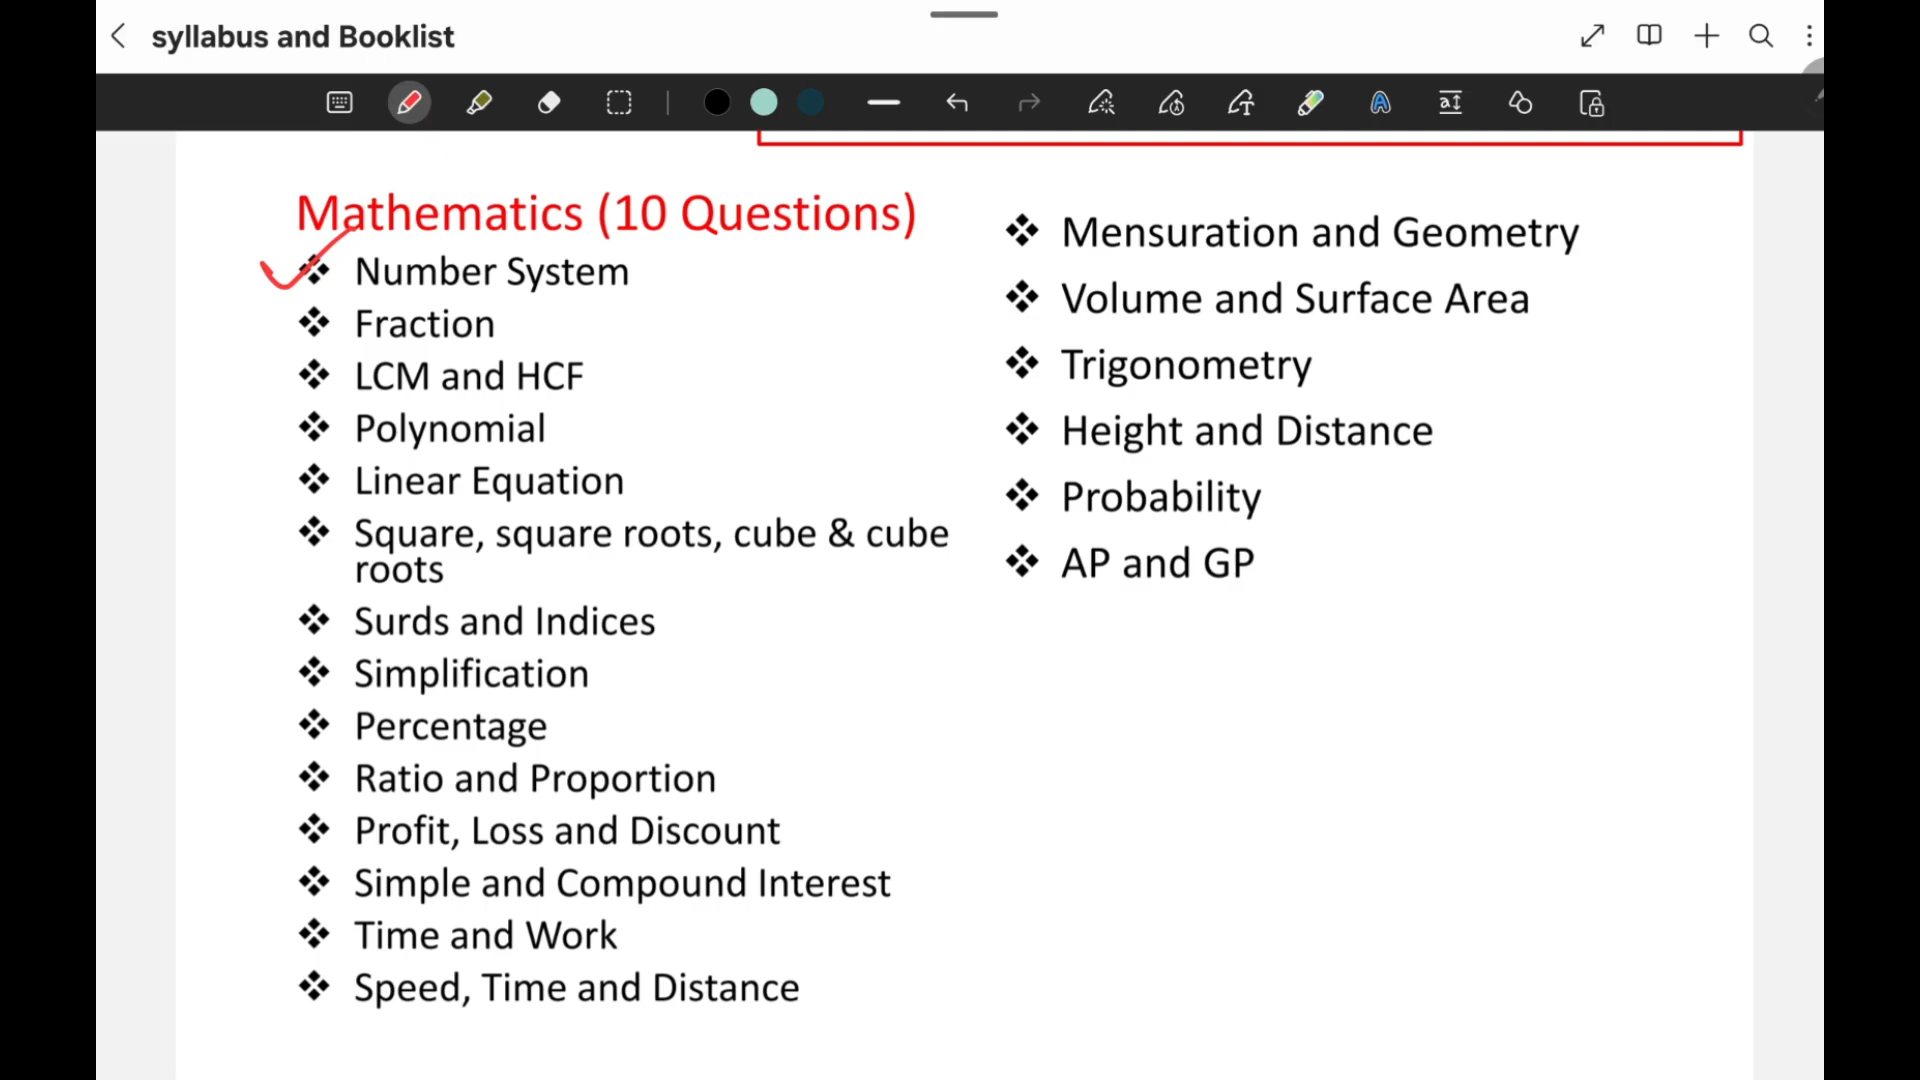 syllabus and Booklist
Mathematics (10 Questions)
❖ Number System
❖ Fraction
❖ LCM and HCF
❖ Polynomial
❖ Linear Equation
❖ Square, square roots, cube & cube
roots
❖ Surds and Indices
❖ Simplification
❖ Percentage
❖ Ratio and Proportion
❖ Profit, Loss and Discount
❖ Simple and Compound Interest
❖ Time and Work
❖ Speed, Time and Distance
❖ Mensuration and Geometry
❖ Volume and Surface Area
❖ Trigonometry
❖ Height and Distance
❖ Probability
❖ AP and GP